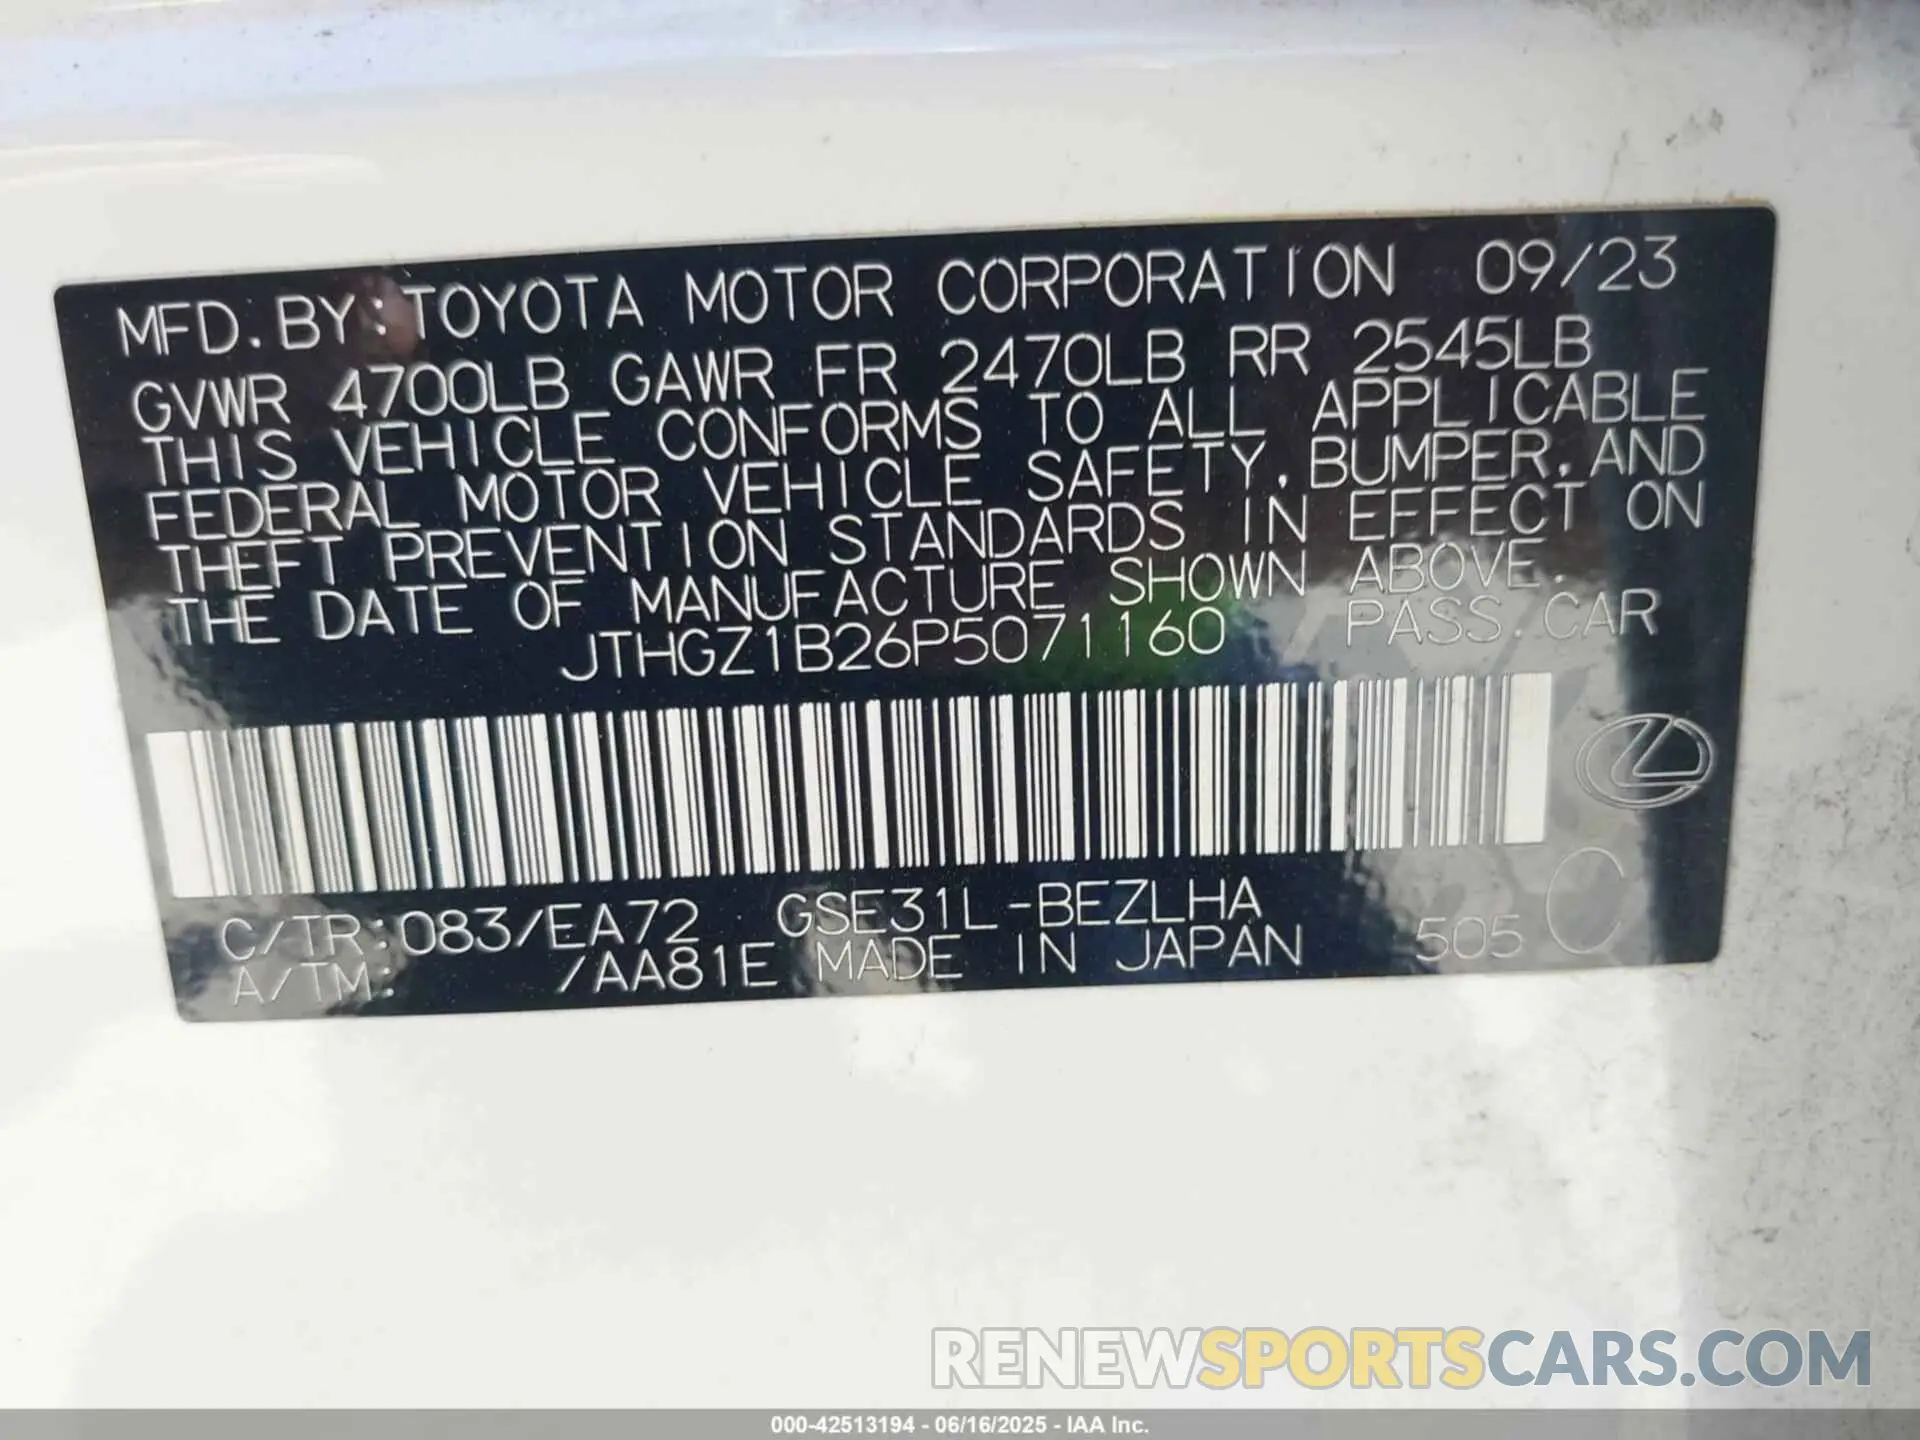 MFD. BY: TOYOTA MOTOR CORPORATION 09/23
GVWR 4700LB GAWR FR 2470LB RR 2545LB
THIS VEHICLE CONFORMS TO ALL APPLICABLE
FEDERAL MOTOR VEHICLE SAFETY, BUMPER, AND
THEFT PREVENTION STANDARDS IN EFFECT ON
THE DATE OF MANUFACTURE SHOWN ABOVE.
JTHGZ1B26P5071160 PASS. CAR
C/TR: 083/EA72 GSE31L-BEZLHA
A/TM: /AA81E MADE IN JAPAN 505 C
RENEWSPORTSCARS.COM
000-42513194 - 06/16/2025 - IAA Inc.